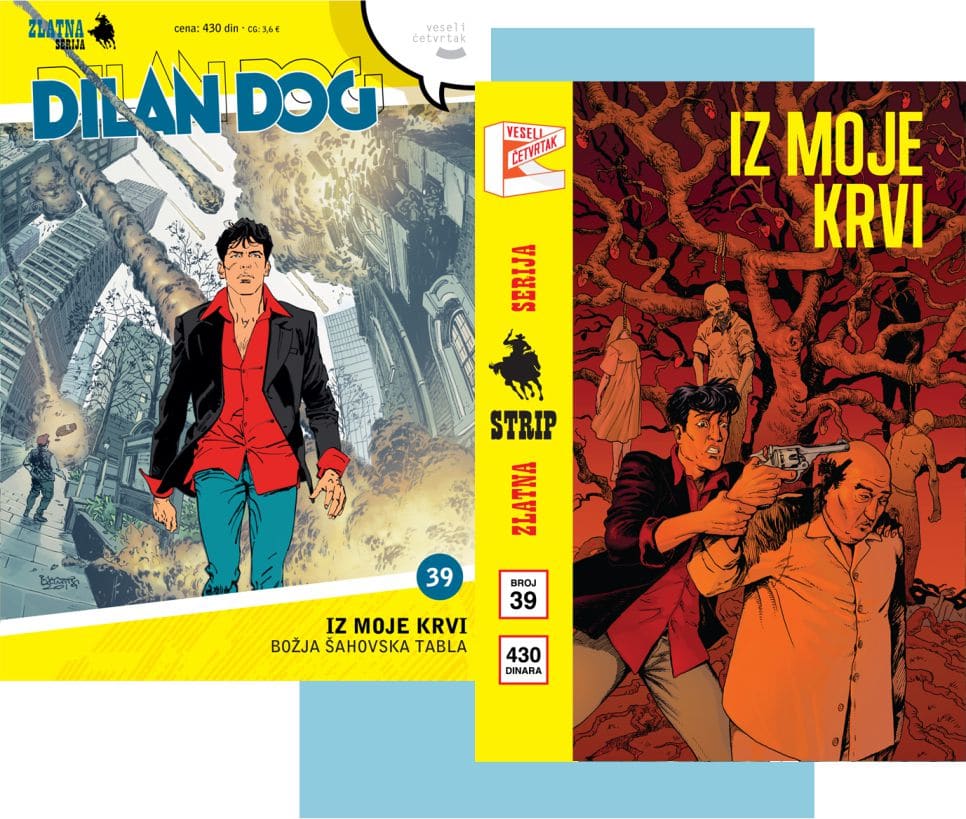 ZLATNA
SERIJA
cena: 430 din · CG: 3,6 €
veseli
četvrtak
DILAN DOG
39
IZ MOJE KRVI
BOŽJA ŠAHOVSKA TABLA
VESELI
ČETVRTAK
ZLATNA
STRIP
SERIJA
BROJ
39
430
DINARA
IZ MOJE
KRVI